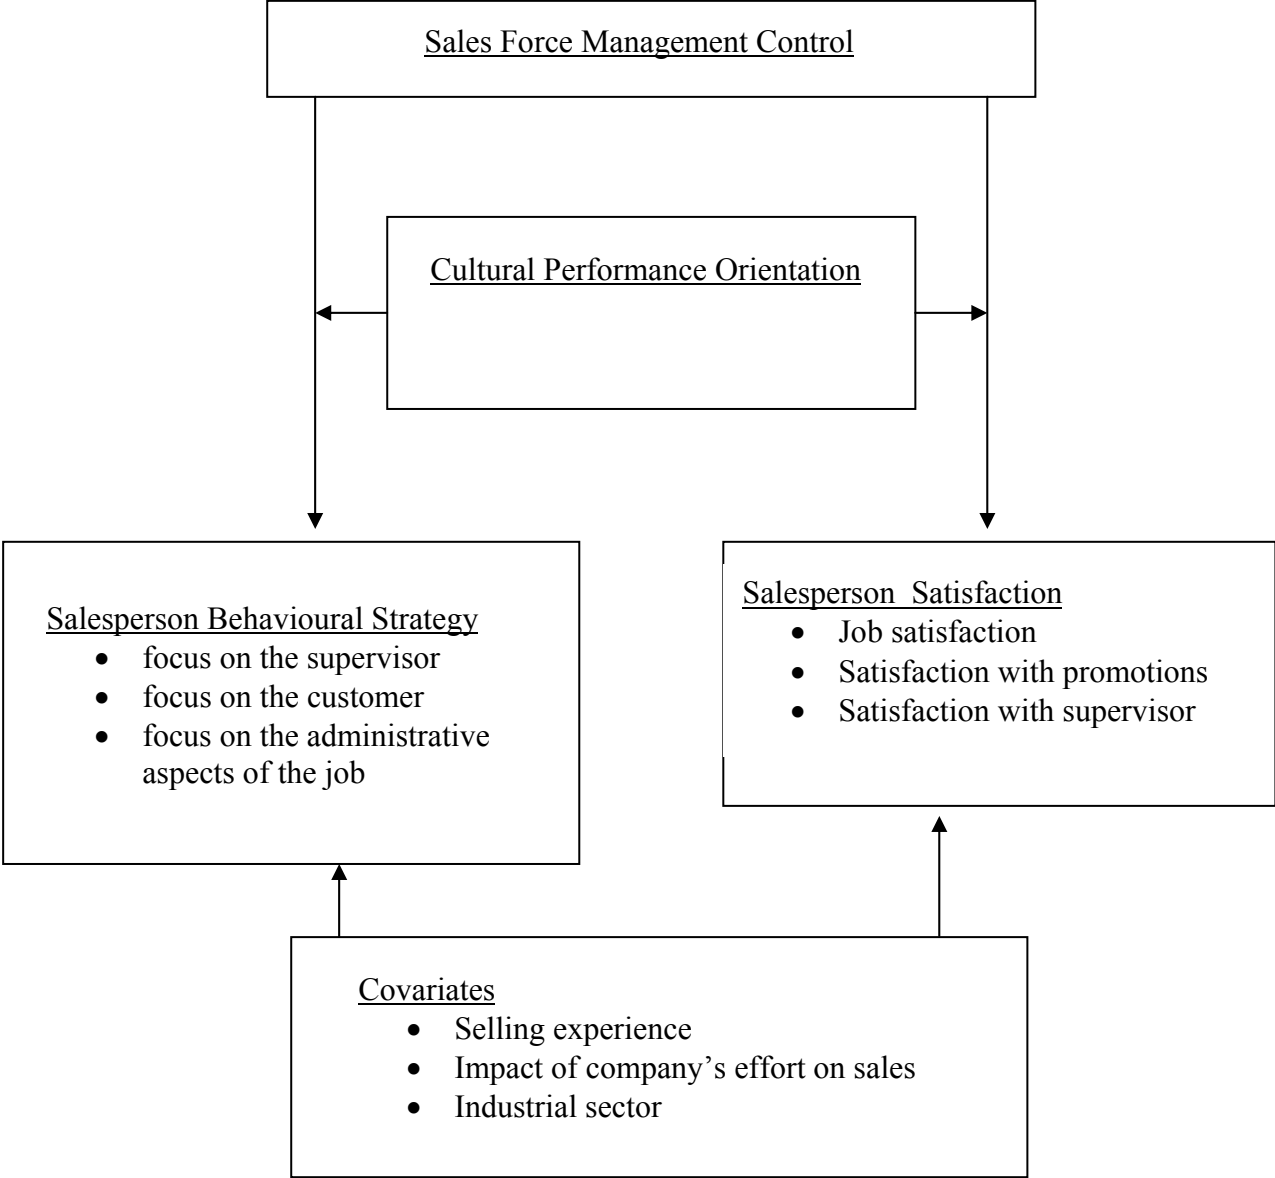 Sales Force Management Control
Cultural Performance Orientation
Salesperson Behavioural Strategy
• focus on the supervisor
• focus on the customer
• focus on the administrative
aspects of the job
Salesperson  Satisfaction
• Job satisfaction
• Satisfaction with promotions
• Satisfaction with supervisor
Covariates
• Selling experience
• Impact of company’s effort on sales
• Industrial sector